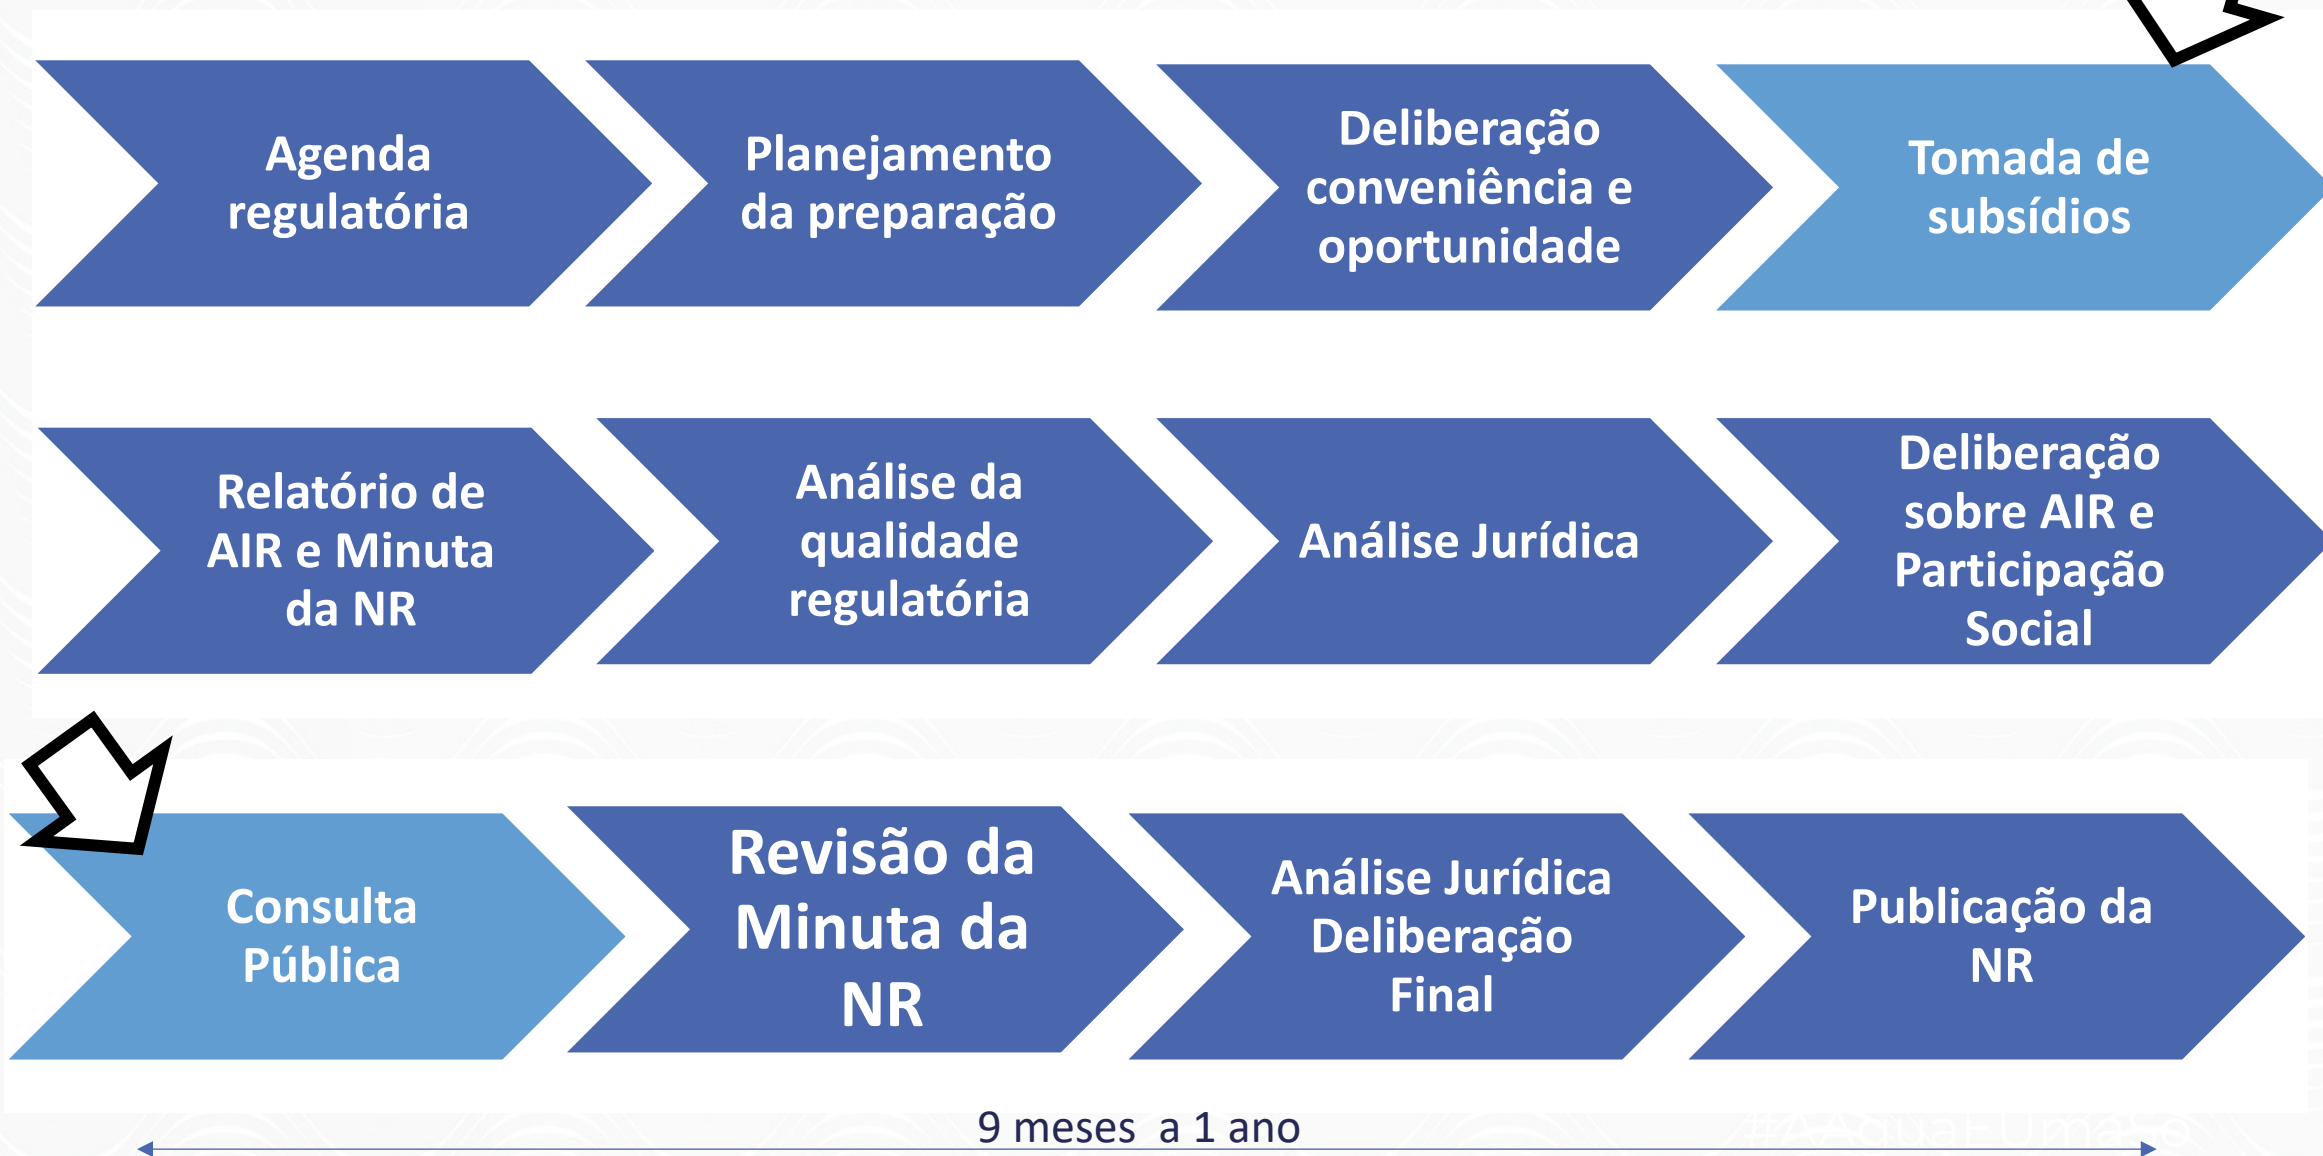 Agenda
regulatória
Planejamento
da preparação
Deliberação
conveniência e
oportunidade
Tomada de
subsídios
Relatório de
AIR e Minuta
da NR
Análise da
qualidade
regulatória
Análise Jurídica
Deliberação
sobre AIR e
Participação
Social
Consulta
Pública
Revisão da
Minuta da
NR
Análise Jurídica
Deliberação
Final
Publicação da
NR
9 meses  a 1 ano
#AÁguaÉUmaSó